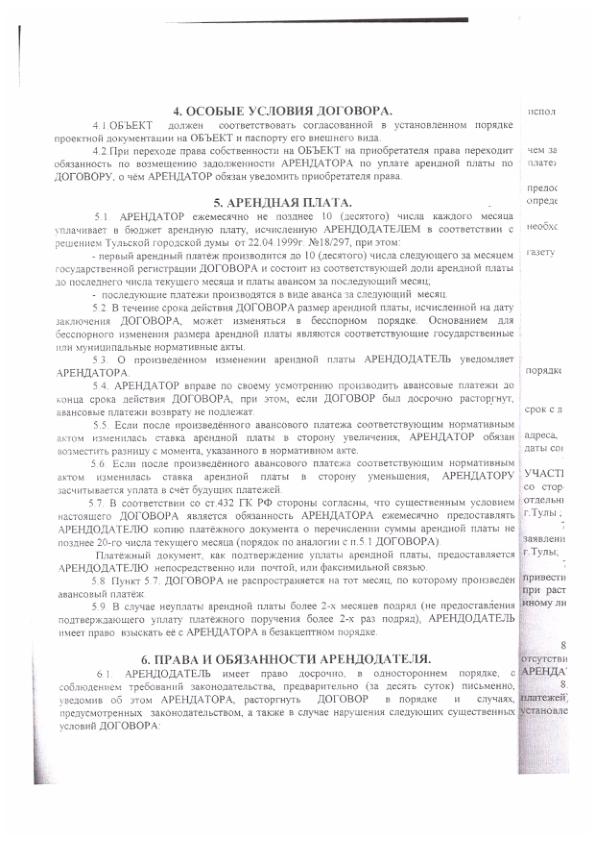 4. ОСОБЫЕ УСЛОВИЯ ДОГОВОРА.
4.1.ОБЪЕКТ должен соответствовать согласованной в установленном порядке
проектной документации на ОБЪЕКТ и паспорту его внешнего вида.
4.2.При переходе права собственности на ОБЪЕКТ на приобретателя права переходит
обязанность по возмещению задолженности АРЕНДАТОРА по уплате арендной платы по
ДОГОВОРУ, о чём АРЕНДАТОР обязан уведомить приобретателя права.
5. АРЕНДНАЯ ПЛАТА.
5.1. АРЕНДАТОР ежемесячно не позднее 10 (десятого) числа каждого месяца
уплачивает в бюджет арендную плату, исчисленную АРЕНДОДАТЕЛЕМ в соответствии с
решением Тульской городской думы от 22.04.1999г. №18/297, при этом:
- первый арендный платёж производится до 10 (десятого) числа следующего за месяцем
государственной регистрации ДОГОВОРА и состоит из соответствующей доли арендной платы
до последнего числа текущего месяца и платы авансом за последующий месяц;
- последующие платежи производятся в виде аванса за следующий месяц.
5.2. В течение срока действия ДОГОВОРА размер арендной платы, исчисленной на дату
заключения ДОГОВОРА, может изменяться в бесспорном порядке. Основанием для
бесспорного изменения размера арендной платы являются соответствующие государственные
или муниципальные нормативные акты.
5.3. О произведённом изменении арендной платы АРЕНДОДАТЕЛЬ уведомляет
АРЕНДАТОРА.
5.4. АРЕНДАТОР вправе по своему усмотрению производить авансовые платежи до
конца срока действия ДОГОВОРА, при этом, если ДОГОВОР был досрочно расторгнут,
авансовые платежи возврату не подлежат.
5.5. Если после произведённого авансового платежа соответствующим нормативным
актом изменилась ставка арендной платы в сторону увеличения, АРЕНДАТОР обязан
возместить разницу с момента, указанного в нормативном акте.
5.6. Если после произведённого авансового платежа соответствующим нормативным
актом изменилась ставка арендной платы в сторону уменьшения, АРЕНДАТОРУ
засчитывается уплата в счёт будущих платежей.
5.7. В соответствии со ст.432 ГК РФ стороны согласны, что существенным условием
настоящего ДОГОВОРА является обязанность АРЕНДАТОРА ежемесячно предоставлять
АРЕНДОДАТЕЛЮ копию платёжного документа о перечислении суммы арендной платы не
позднее 20-го числа текущего месяца (порядок по аналогии с п.5.1 ДОГОВОРА).
Платёжный документ, как подтверждение уплаты арендной платы, предоставляется
АРЕНДОДАТЕЛЮ непосредственно или почтой, или факсимильной связью.
5.8. Пункт 5.7. ДОГОВОРА не распространяется на тот месяц, по которому произведён
авансовый платёж.
5.9. В случае неуплаты арендной платы более 2-х месяцев подряд (не предоставления
подтверждающего уплату платёжного поручения более 2-х раз подряд), АРЕНДОДАТЕЛЬ
имеет право взыскать её с АРЕНДАТОРА в безакцептном порядке.
6. ПРАВА И ОБЯЗАННОСТИ АРЕНДОДАТЕЛЯ.
6.1. АРЕНДОДАТЕЛЬ имеет право досрочно, в одностороннем порядке, с
соблюдением требований законодательства, предварительно (за десять суток) письменно,
уведомив об этом АРЕНДАТОРА, расторгнуть ДОГОВОР в порядке и случаях,
предусмотренных законодательством, а также в случае нарушения следующих существенных
условий ДОГОВОРА:
испол
чем за
предос
опреде
газету
порядке
срок с д
адреса,
УЧАСТ
со стор
г.Тулы ;
г.Тулы,
привести
при раст
иному ли
8
отсутстви
АРЕНДА
8.
платежей
установле